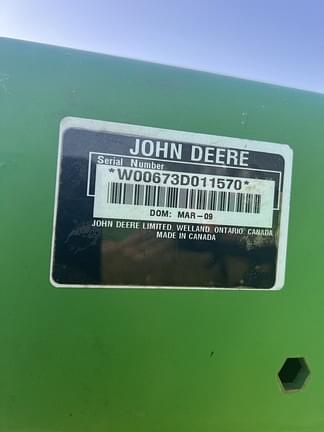 JOHN DEERE
Serial Number
*W00673D011570*
DOM: MAR-09
JOHN DEERE LIMITED, WELLAND, ONTARIO, CANADA
MADE IN CANADA